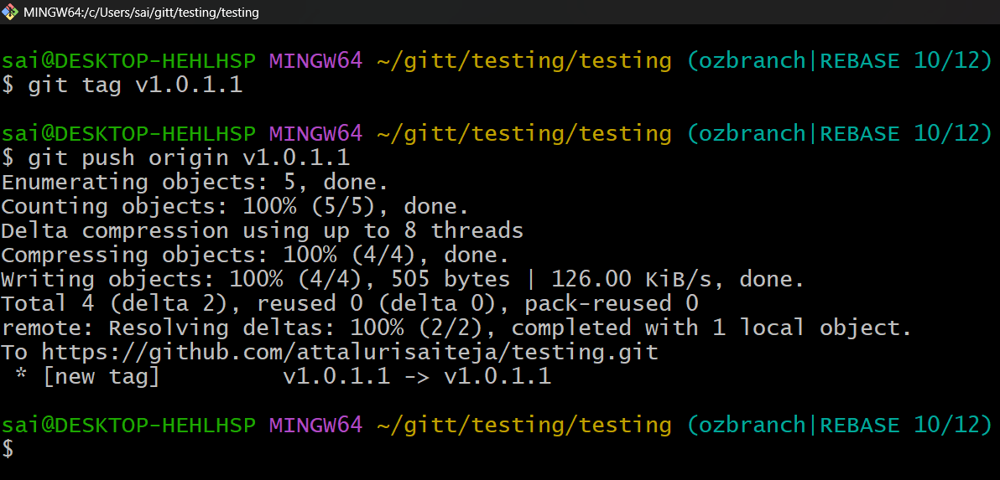 MINGW64:/c/Users/sai/gitt/testing/testing
sai@DESKTOP-HEHLHSP MINGW64 ~/gitt/testing/testing (ozbranch|REBASE 10/12)
$ git tag v1.0.1.1
sai@DESKTOP-HEHLHSP MINGW64 ~/gitt/testing/testing (ozbranch|REBASE 10/12)
$ git push origin v1.0.1.1
Enumerating objects: 5, done.
Counting objects: 100% (5/5), done.
Delta compression using up to 8 threads
Compressing objects: 100% (4/4), done.
Writing objects: 100% (4/4), 505 bytes | 126.00 KiB/s, done.
Total 4 (delta 2), reused 0 (delta 0), pack-reused 0
remote: Resolving deltas: 100% (2/2), completed with 1 local object.
To https://github.com/attalurisaiteja/testing.git
 * [new tag]         v1.0.1.1 -> v1.0.1.1
sai@DESKTOP-HEHLHSP MINGW64 ~/gitt/testing/testing (ozbranch|REBASE 10/12)
$